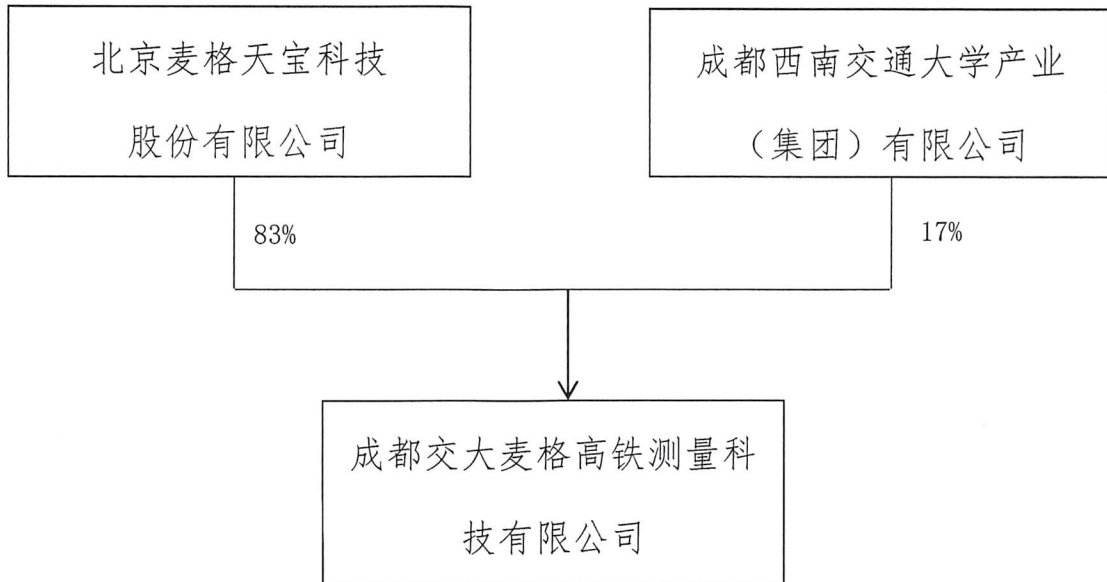 北京麦格天宝科技
股份有限公司
成都西南交通大学产业
（集团）有限公司
83%
17%
成都交大麦格高铁测量科
技有限公司